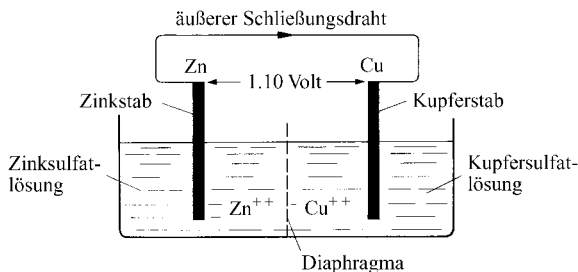 äußerer Schließungsdraht
Zn
1.10 Volt
Cu
Zinkstab
Kupferstab
Zinksulfat-
lösung
Kupfersulfat-
lösung
Zn++
Cu++
Diaphragma